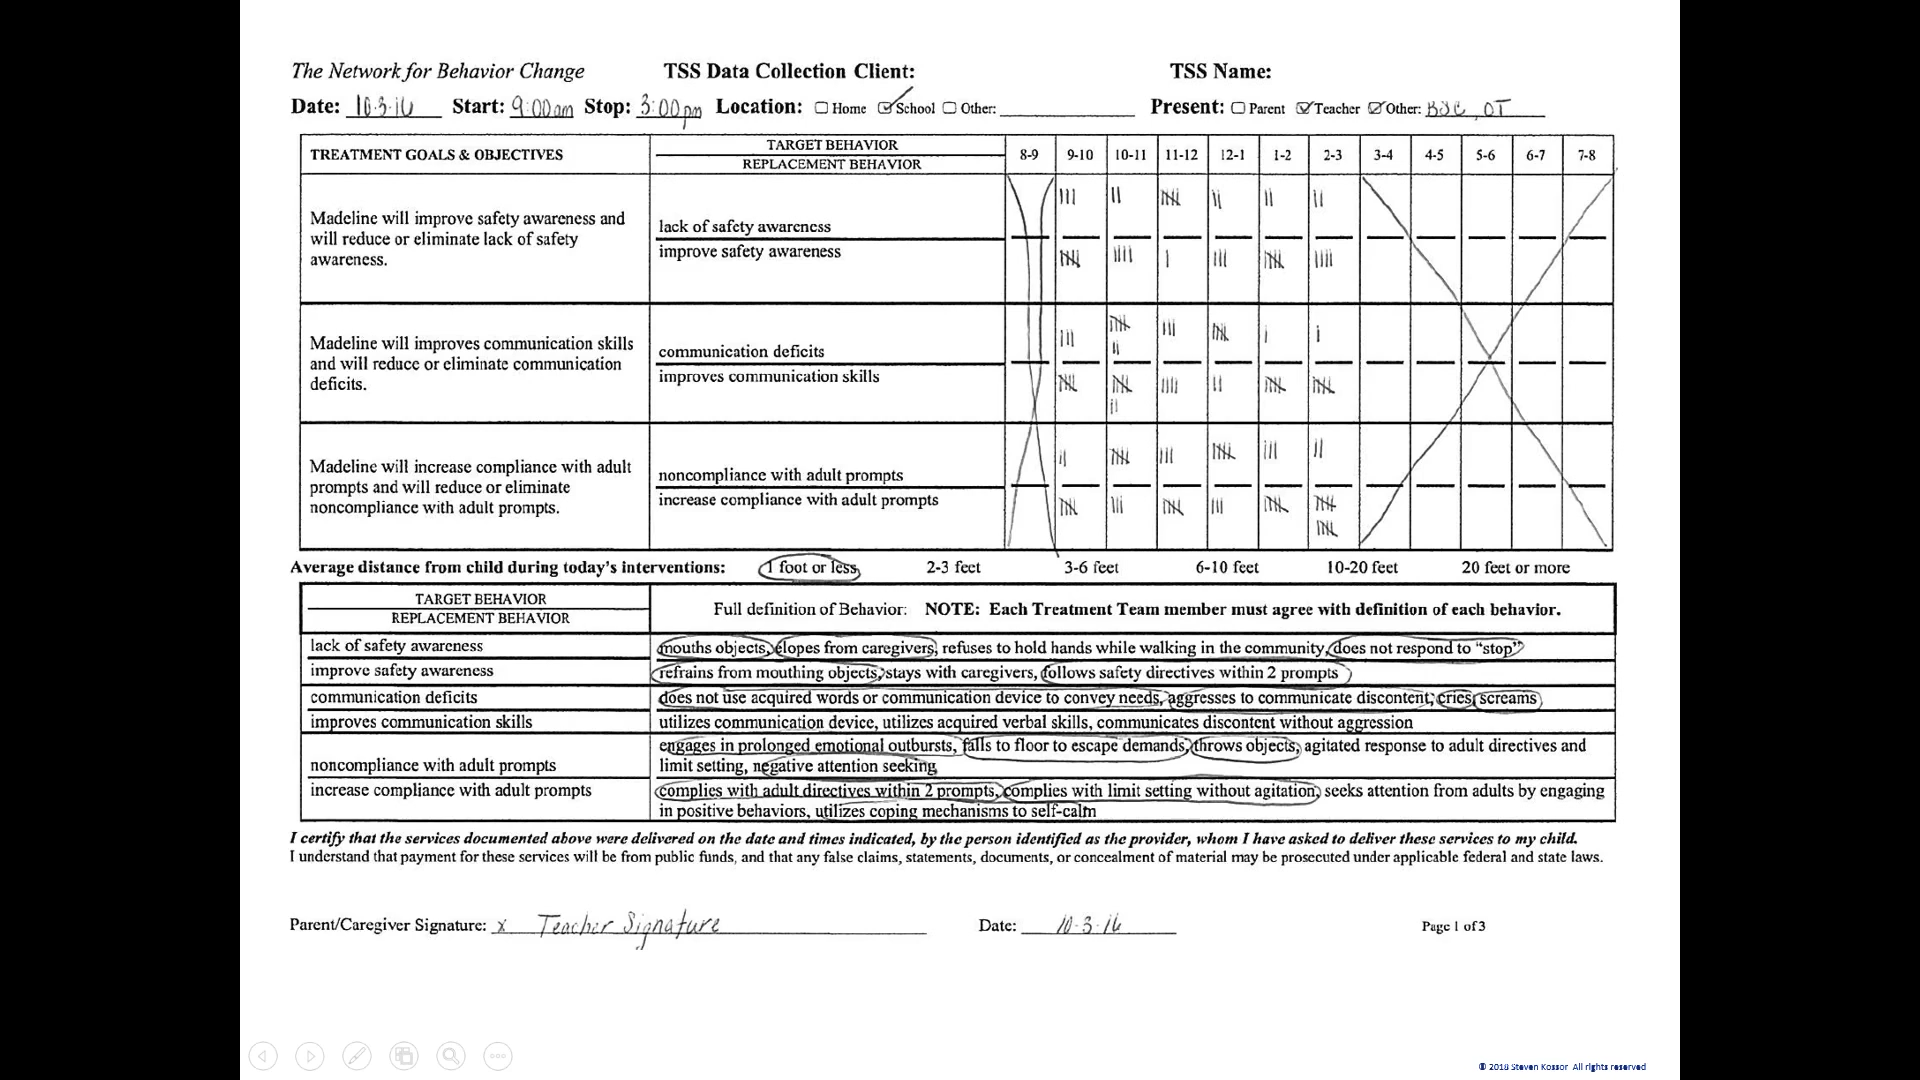 The Network for Behavior Change TSS Data Collection Client: TSS Name:
Date: 10·3·16 Start: 9:00am Stop: 3:00pm Location: Home School Other: Present: Parent Teacher Other: BSC, OT
TREATMENT GOALS & OBJECTIVES TARGET BEHAVIOR 8-9 9-10 10-11 11-12 12-1 1-2 2-3 3-4 4-5 5-6 6-7 7-8
REPLACEMENT BEHAVIOR
Madeline will improve safety awareness and
will reduce or eliminate lack of safety
awareness.
lack of safety awareness
improve safety awareness
Madeline will improves communication skills
and will reduce or eliminate communication
deficits.
communication deficits
improves communication skills
Madeline will increase compliance with adult
prompts and will reduce or eliminate
noncompliance with adult prompts.
noncompliance with adult prompts
increase compliance with adult prompts
Average distance from child during today's interventions: 1 foot or less 2-3 feet 3-6 feet 6-10 feet 10-20 feet 20 feet or more
TARGET BEHAVIOR
REPLACEMENT BEHAVIOR
Full definition of Behavior: NOTE: Each Treatment Team member must agree with definition of each behavior.
lack of safety awareness mouths objects, elopes from caregivers, refuses to hold hands while walking in the community, does not respond to "stop"
improve safety awareness refrains from mouthing objects, stays with caregivers, follows safety directives within 2 prompts
communication deficits does not use acquired words or communication device to convey needs, aggresses to communicate discontent, cries, screams
improves communication skills utilizes communication device, utilizes acquired verbal skills, communicates discontent without aggression
noncompliance with adult prompts engages in prolonged emotional outbursts, falls to floor to escape demands, throws objects, agitated response to adult directives and
limit setting, negative attention seeking
increase compliance with adult prompts complies with adult directives within 2 prompts, complies with limit setting without agitation, seeks attention from adults by engaging
in positive behaviors, utilizes coping mechanisms to self-calm
I certify that the services documented above were delivered on the date and times indicated, by the person identified as the provider, whom I have asked to deliver these services to my child.
I understand that payment for these services will be from public funds, and that any false claims, statements, documents, or concealment of material may be prosecuted under applicable federal and state laws.
Parent/Caregiver Signature: x Teacher Signature Date: 10·3·16 Page 1 of 3
© 2018 Steven Kossor All rights reserved